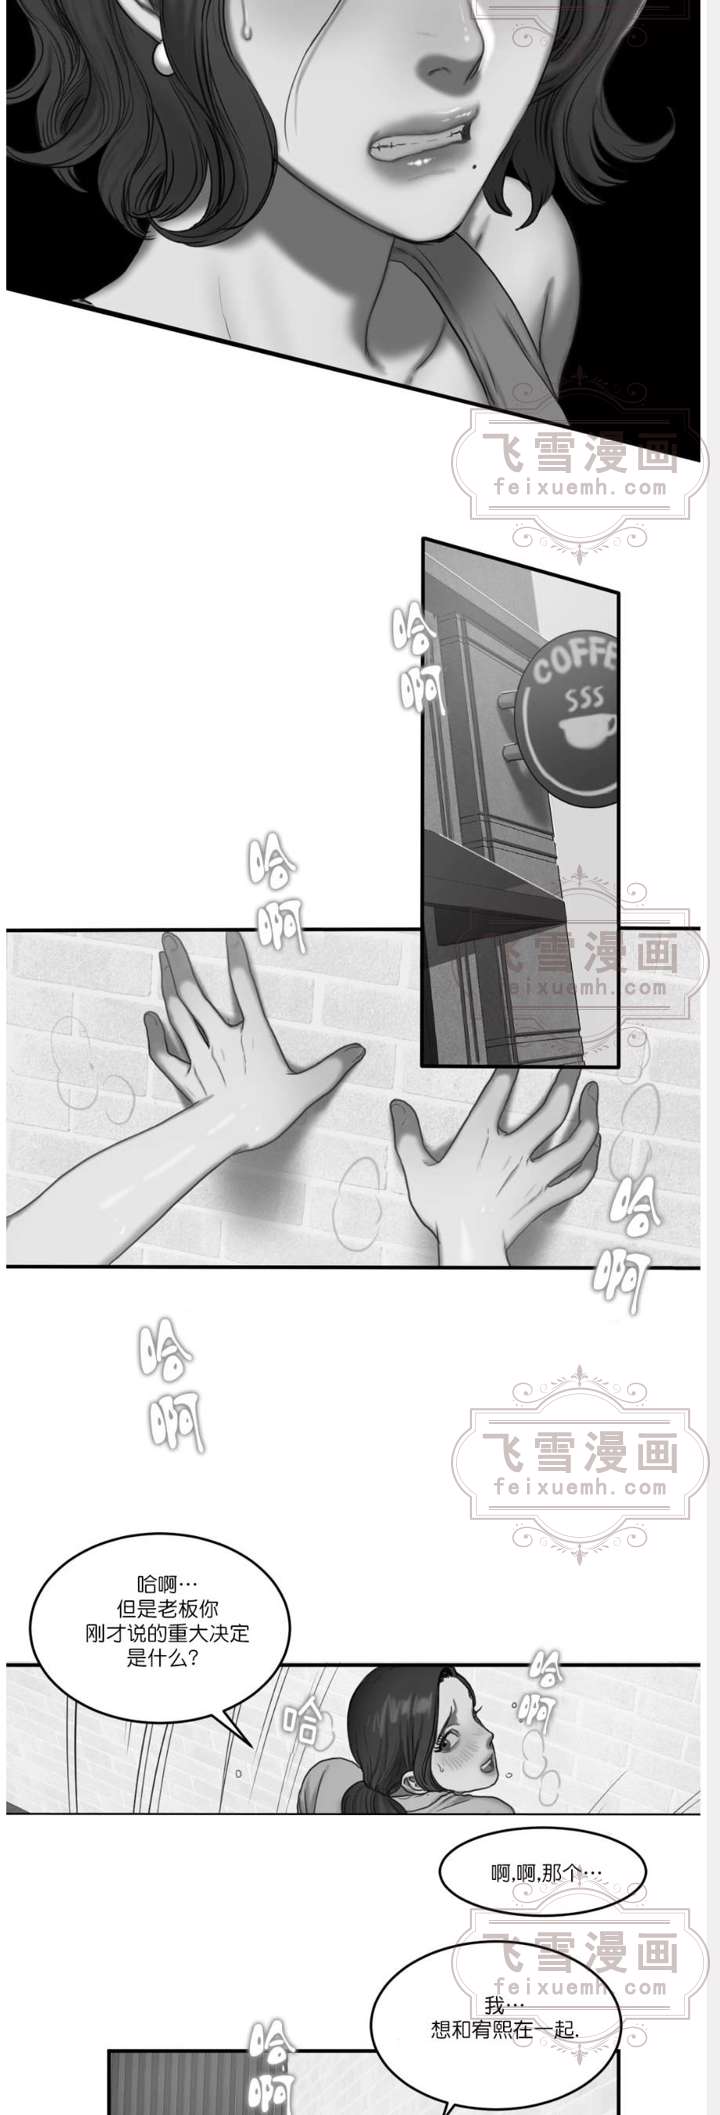 飞雪漫画
feixuemh.com
哈
啊
COFFE
SSS
哈
啊
飞雪漫画
feixuemh.com
哈
啊
哈
啊
飞雪漫画
feixuemh.com
哈啊…
但是老板你
刚才说的重大决定
是什么?
哈
哈
啊
啊,啊,那个…
飞雪漫画
feixuemh.com
我…
想和宥熙在一起.
哈
啊